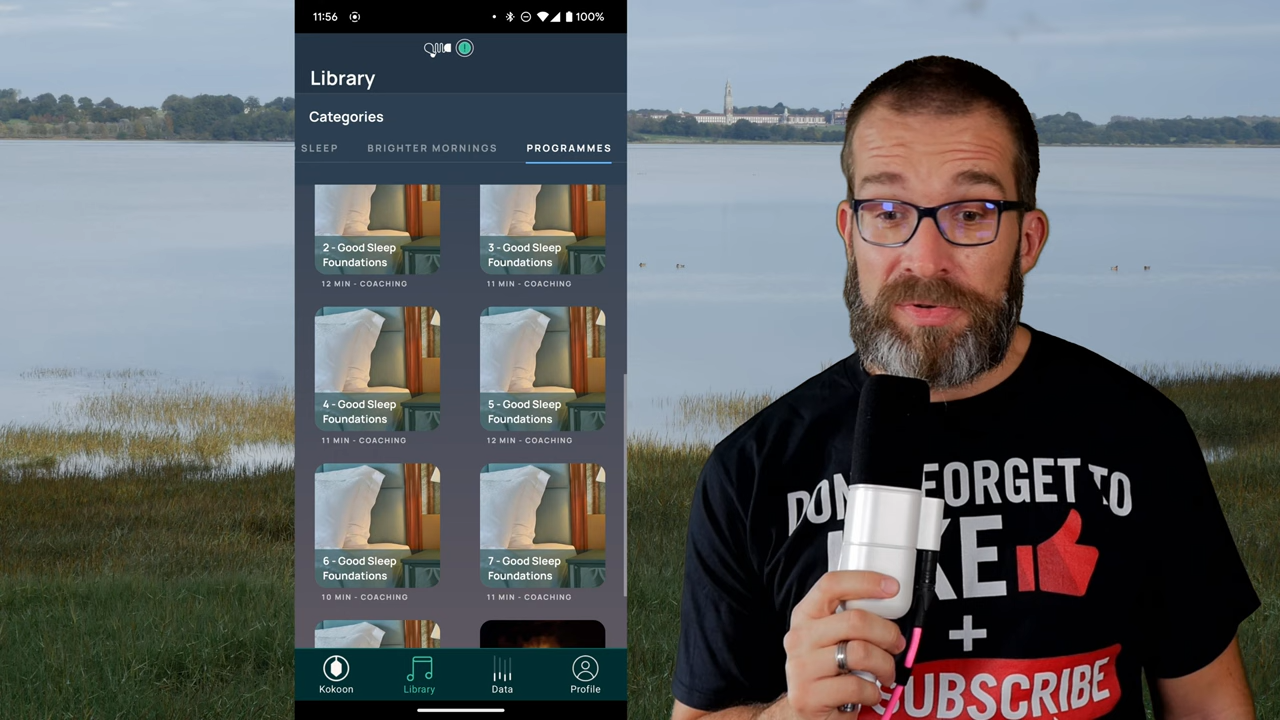 11:56
100%
Library
Categories
SLEEP
BRIGHTER MORNINGS
PROGRAMMES
2 - Good Sleep
Foundations
12 MIN - COACHING
3 - Good Sleep
Foundations
11 MIN - COACHING
4 - Good Sleep
Foundations
11 MIN - COACHING
5 - Good Sleep
Foundations
12 MIN - COACHING
6 - Good Sleep
Foundations
10 MIN - COACHING
7 - Good Sleep
Foundations
11 MIN - COACHING
Kokoon
Library
Data
Profile
FORGET TO
+
SUBSCRIBE